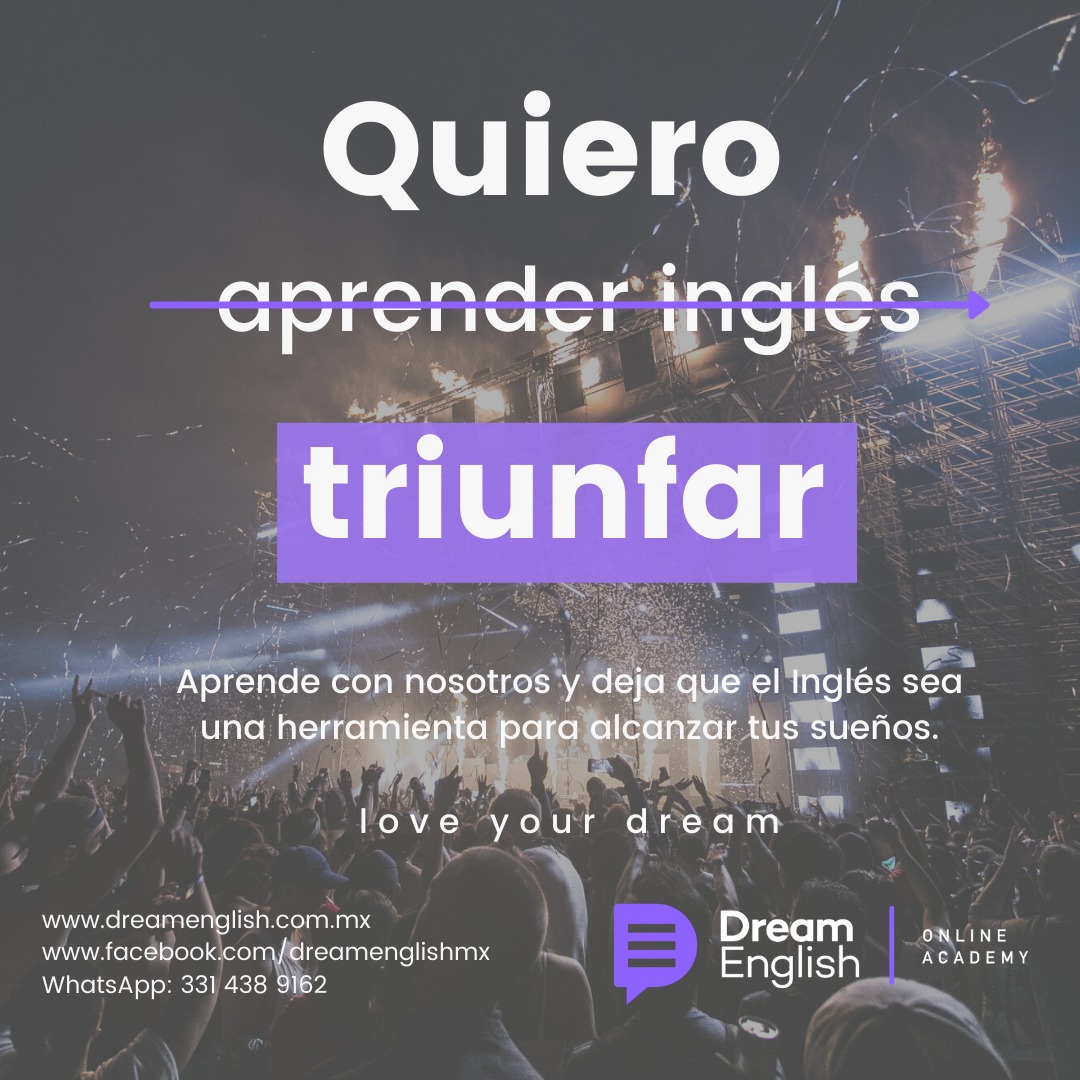 Quiero
aprender inglés
triunfar
Aprende con nosotros y deja que el Inglés sea
una herramienta para alcanzar tus sueños.
love your dream
www.dreamenglish.com.mx
www.facebook.com/dreamenglishmx
WhatsApp: 331 438 9162
Dream
English
ONLINE
ACADEMY